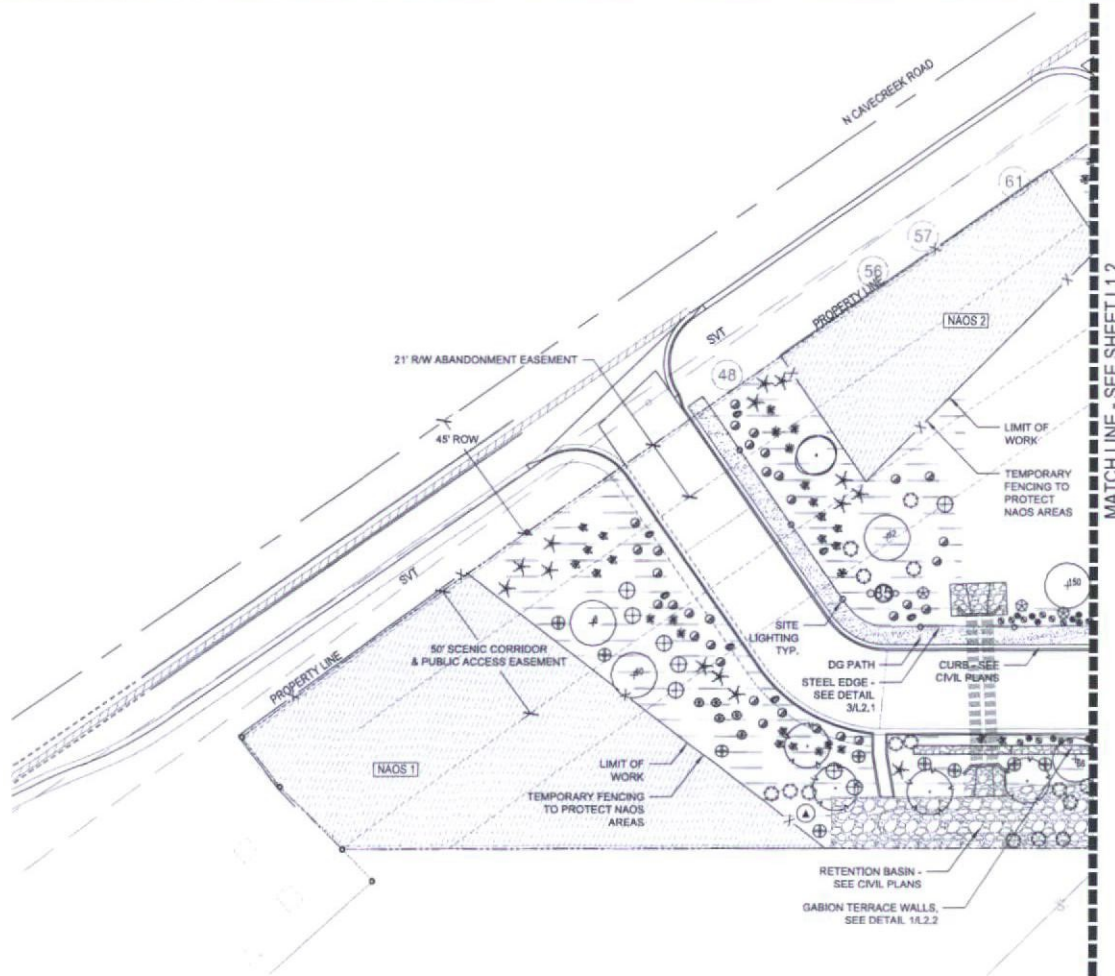 N CAVECREEK ROAD
61
57
56
PROPERTY LINE
NAOS 2
SVT
48
21' R/W ABANDONMENT EASEMENT
45' ROW
LIMIT OF
WORK
TEMPORARY
FENCING TO
PROTECT
NAOS AREAS
MATCH LINE - SEE SHEET L1.2
SVT
50' SCENIC CORRIDOR
& PUBLIC ACCESS EASEMENT
PROPERTY LINE
150
SITE
LIGHTING
TYP.
DG PATH
STEEL EDGE -
SEE DETAIL
3/L2.1
CURB - SEE
CIVIL PLANS
NAOS 1
LIMIT OF
WORK
TEMPORARY FENCING
TO PROTECT NAOS
AREAS
RETENTION BASIN -
SEE CIVIL PLANS
GABION TERRACE WALLS,
SEE DETAIL 1/L2.2